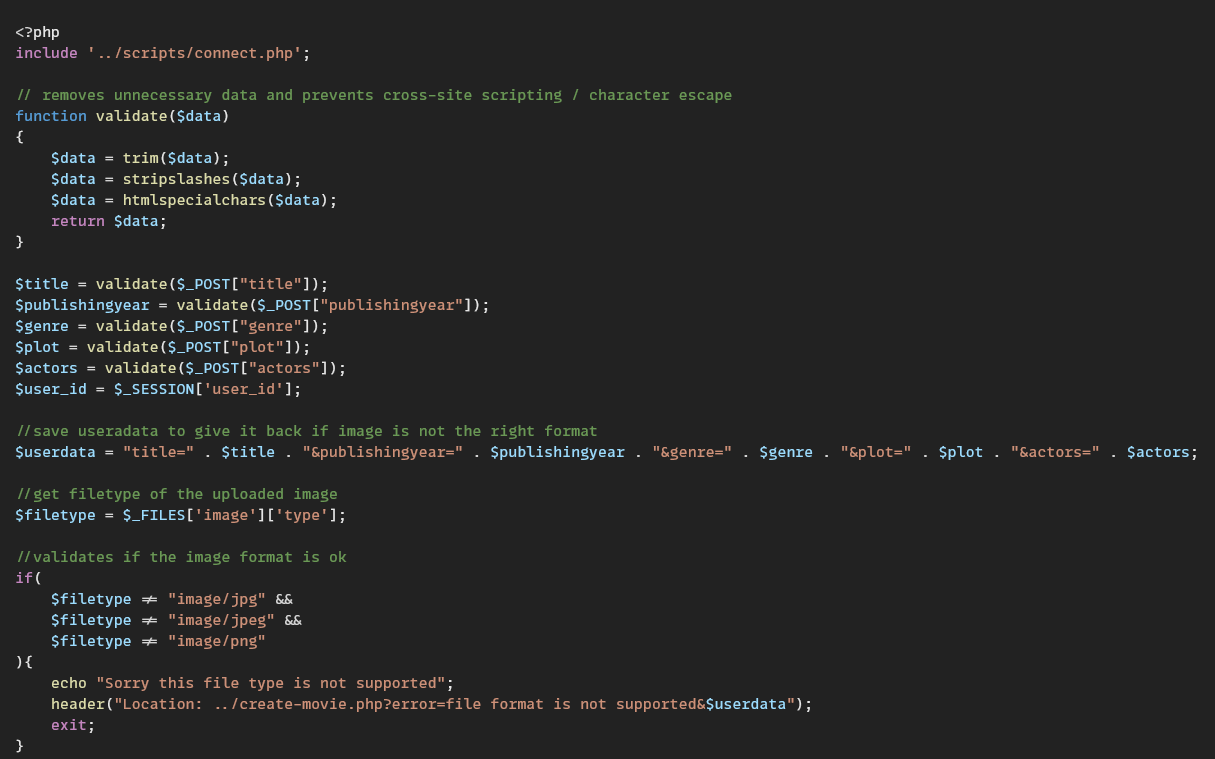 <?php
include '../scripts/connect.php';
// removes unnecessary data and prevents cross-site scripting / character escape
function validate($data)
{
    $data = trim($data);
    $data = stripslashes($data);
    $data = htmlspecialchars($data);
    return $data;
}
$title = validate($_POST["title"]);
$publishingyear = validate($_POST["publishingyear"]);
$genre = validate($_POST["genre"]);
$plot = validate($_POST["plot"]);
$actors = validate($_POST["actors"]);
$user_id = $_SESSION['user_id'];
//save useradata to give it back if image is not the right format
$userdata = "title=" . $title . "&publishingyear=" . $publishingyear . "&genre=" . $genre . "&plot=" . $plot . "&actors=" . $actors;
//get filetype of the uploaded image
$filetype = $_FILES['image']['type'];
//validates if the image format is ok
if(
    $filetype != "image/jpg" &&
    $filetype != "image/jpeg" &&
    $filetype != "image/png"
){
    echo "Sorry this file type is not supported";
    header("Location: ../create-movie.php?error=file format is not supported&$userdata");
    exit;
}